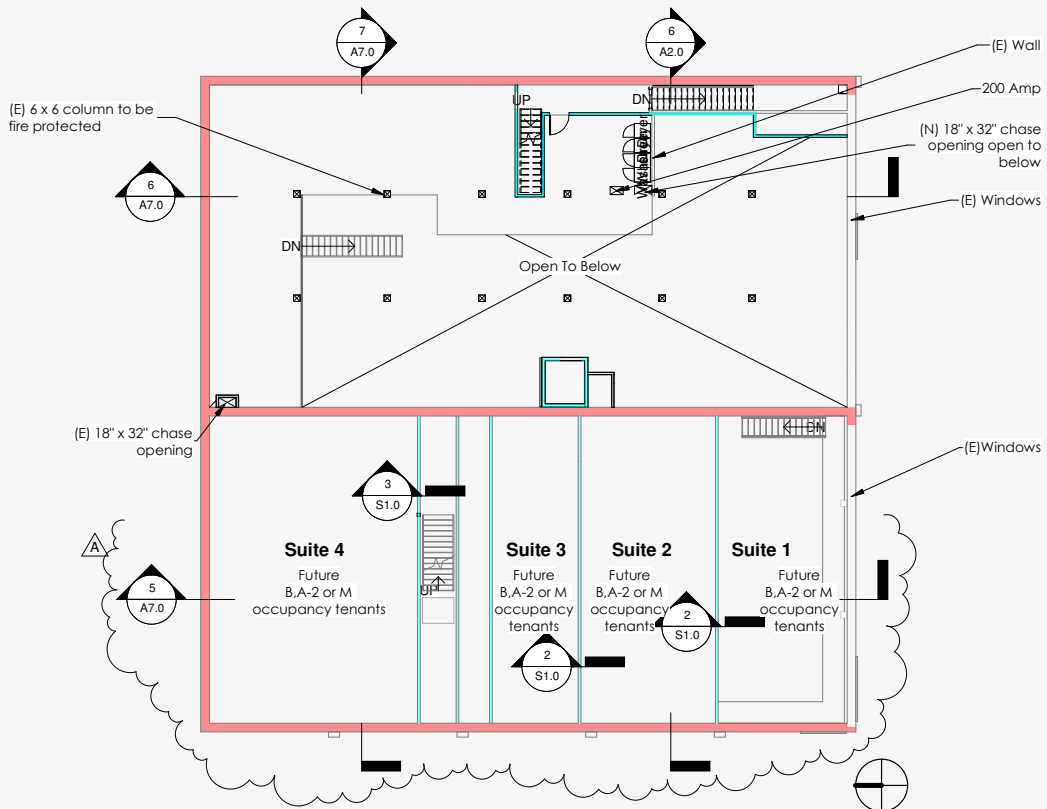 7
A7.0
6
A2.0
(E) Wall
200 Amp
(N) 18" x 32" chase
opening open to
below
(E) Windows
(E) 6 x 6 column to be
fire protected
UP
DN
6
A7.0
DN
Open To Below
(E) 18" x 32" chase
opening
DN
(E)Windows
3
S1.0
A
Suite 4
Future
B,A-2 or M
occupancy tenants
UP
Suite 3
Future
B,A-2 or M
occupancy
tenants
Suite 2
Future
B,A-2 or M
occupancy
tenants
Suite 1
Future
B,A-2 or M
occupancy
tenants
5
A7.0
2
S1.0
2
S1.0